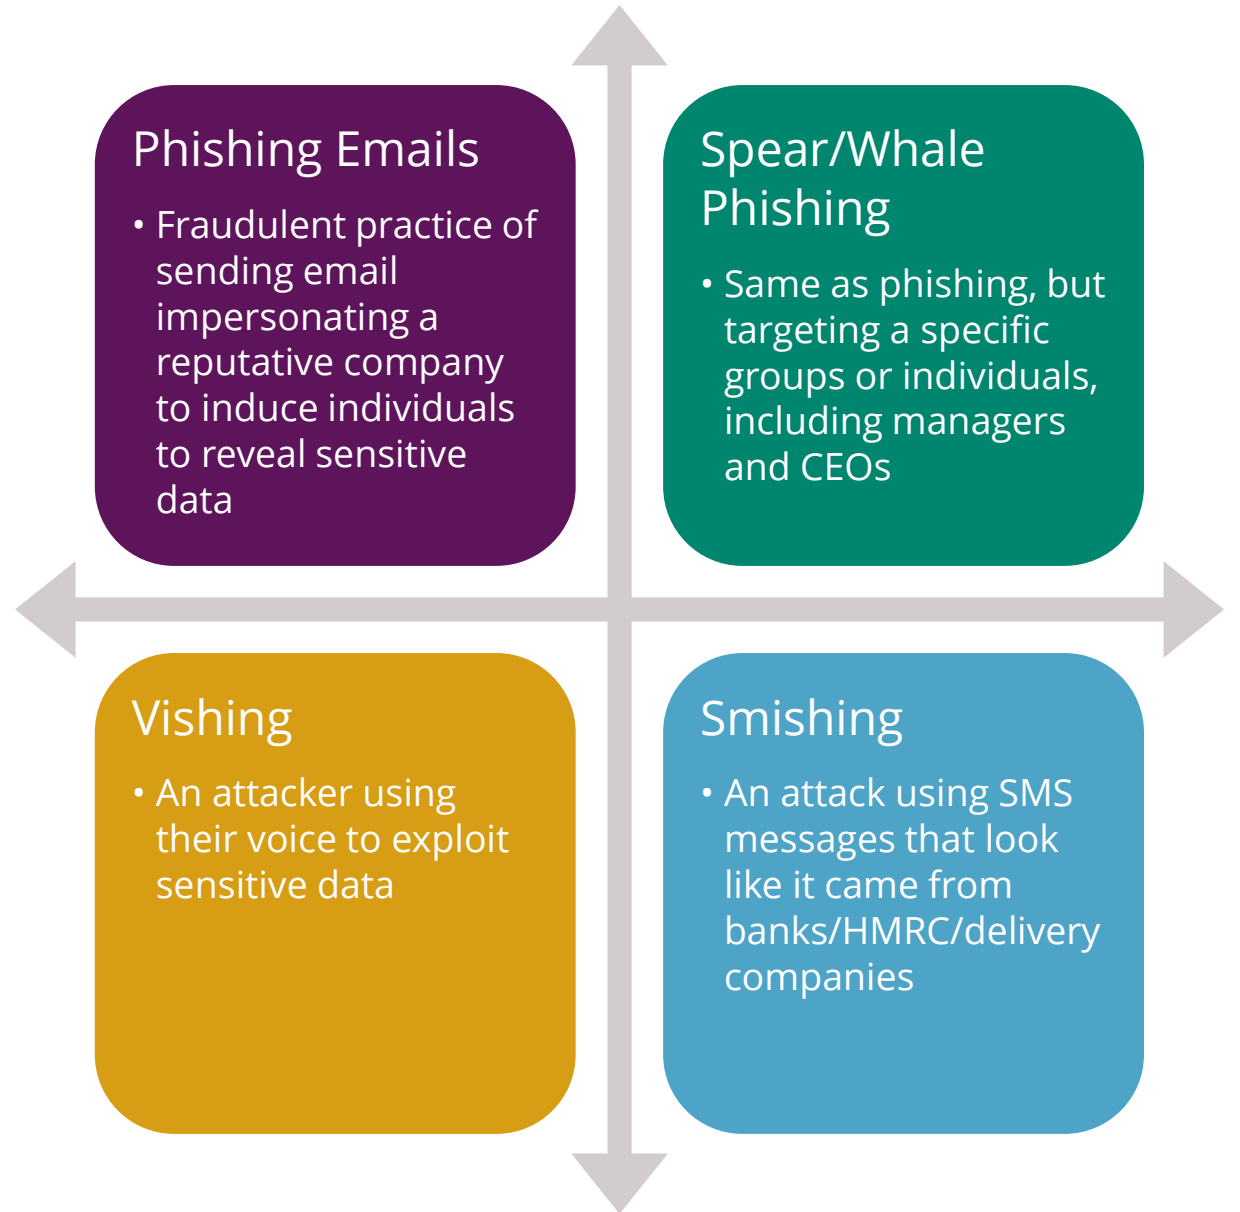 Phishing Emails
• Fraudulent practice of
sending email
impersonating a
reputative company
to induce individuals
to reveal sensitive
data
Spear/Whale
Phishing
• Same as phishing, but
targeting a specific
groups or individuals,
including managers
and CEOs
Vishing
• An attacker using
their voice to exploit
sensitive data
Smishing
• An attack using SMS
messages that look
like it came from
banks/HMRC/delivery
companies